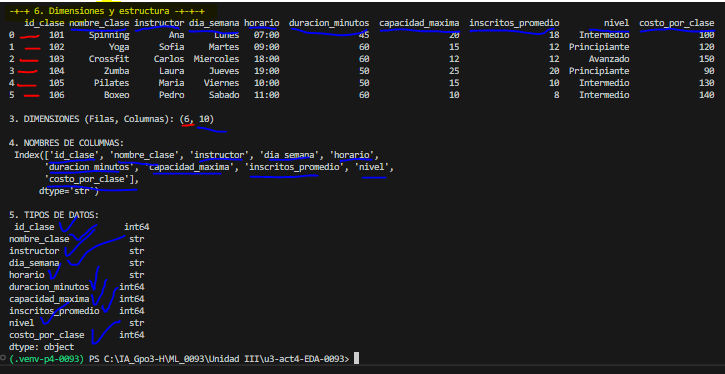 -+-+ 6. Dimensiones y estructura -+-+-+
id_clase nombre_clase instructor dia_semana horario duracion_minutos capacidad_maxima inscritos_promedio nivel costo_por_clase
0 101 Spinning Ana Lunes 07:00 45 20 18 Intermedio 100
1 102 Yoga Sofia Martes 09:00 60 15 12 Principiante 120
2 103 Crossfit Carlos Miercoles 18:00 60 12 12 Avanzado 150
3 104 Zumba Laura Jueves 19:00 50 25 20 Principiante 90
4 105 Pilates Maria Viernes 10:00 50 15 10 Intermedio 130
5 106 Boxeo Pedro Sabado 11:00 60 10 8 Intermedio 140
3. DIMENSIONES (Filas, Columnas): (6, 10)
4. NOMBRES DE COLUMNAS:
Index(['id_clase', 'nombre_clase', 'instructor', 'dia_semana', 'horario',
'duracion_minutos', 'capacidad_maxima', 'inscritos_promedio', 'nivel',
'costo_por_clase'],
dtype='str')
5. TIPOS DE DATOS:
id_clase int64
nombre_clase str
instructor str
dia_semana str
horario str
duracion_minutos int64
capacidad_maxima int64
inscritos_promedio int64
nivel str
costo_por_clase int64
dtype: object
(.venv-p4-0093) PS C:\IA_Gpo3-H\ML_0093\Unidad III\u3-act4-EDA-0093>